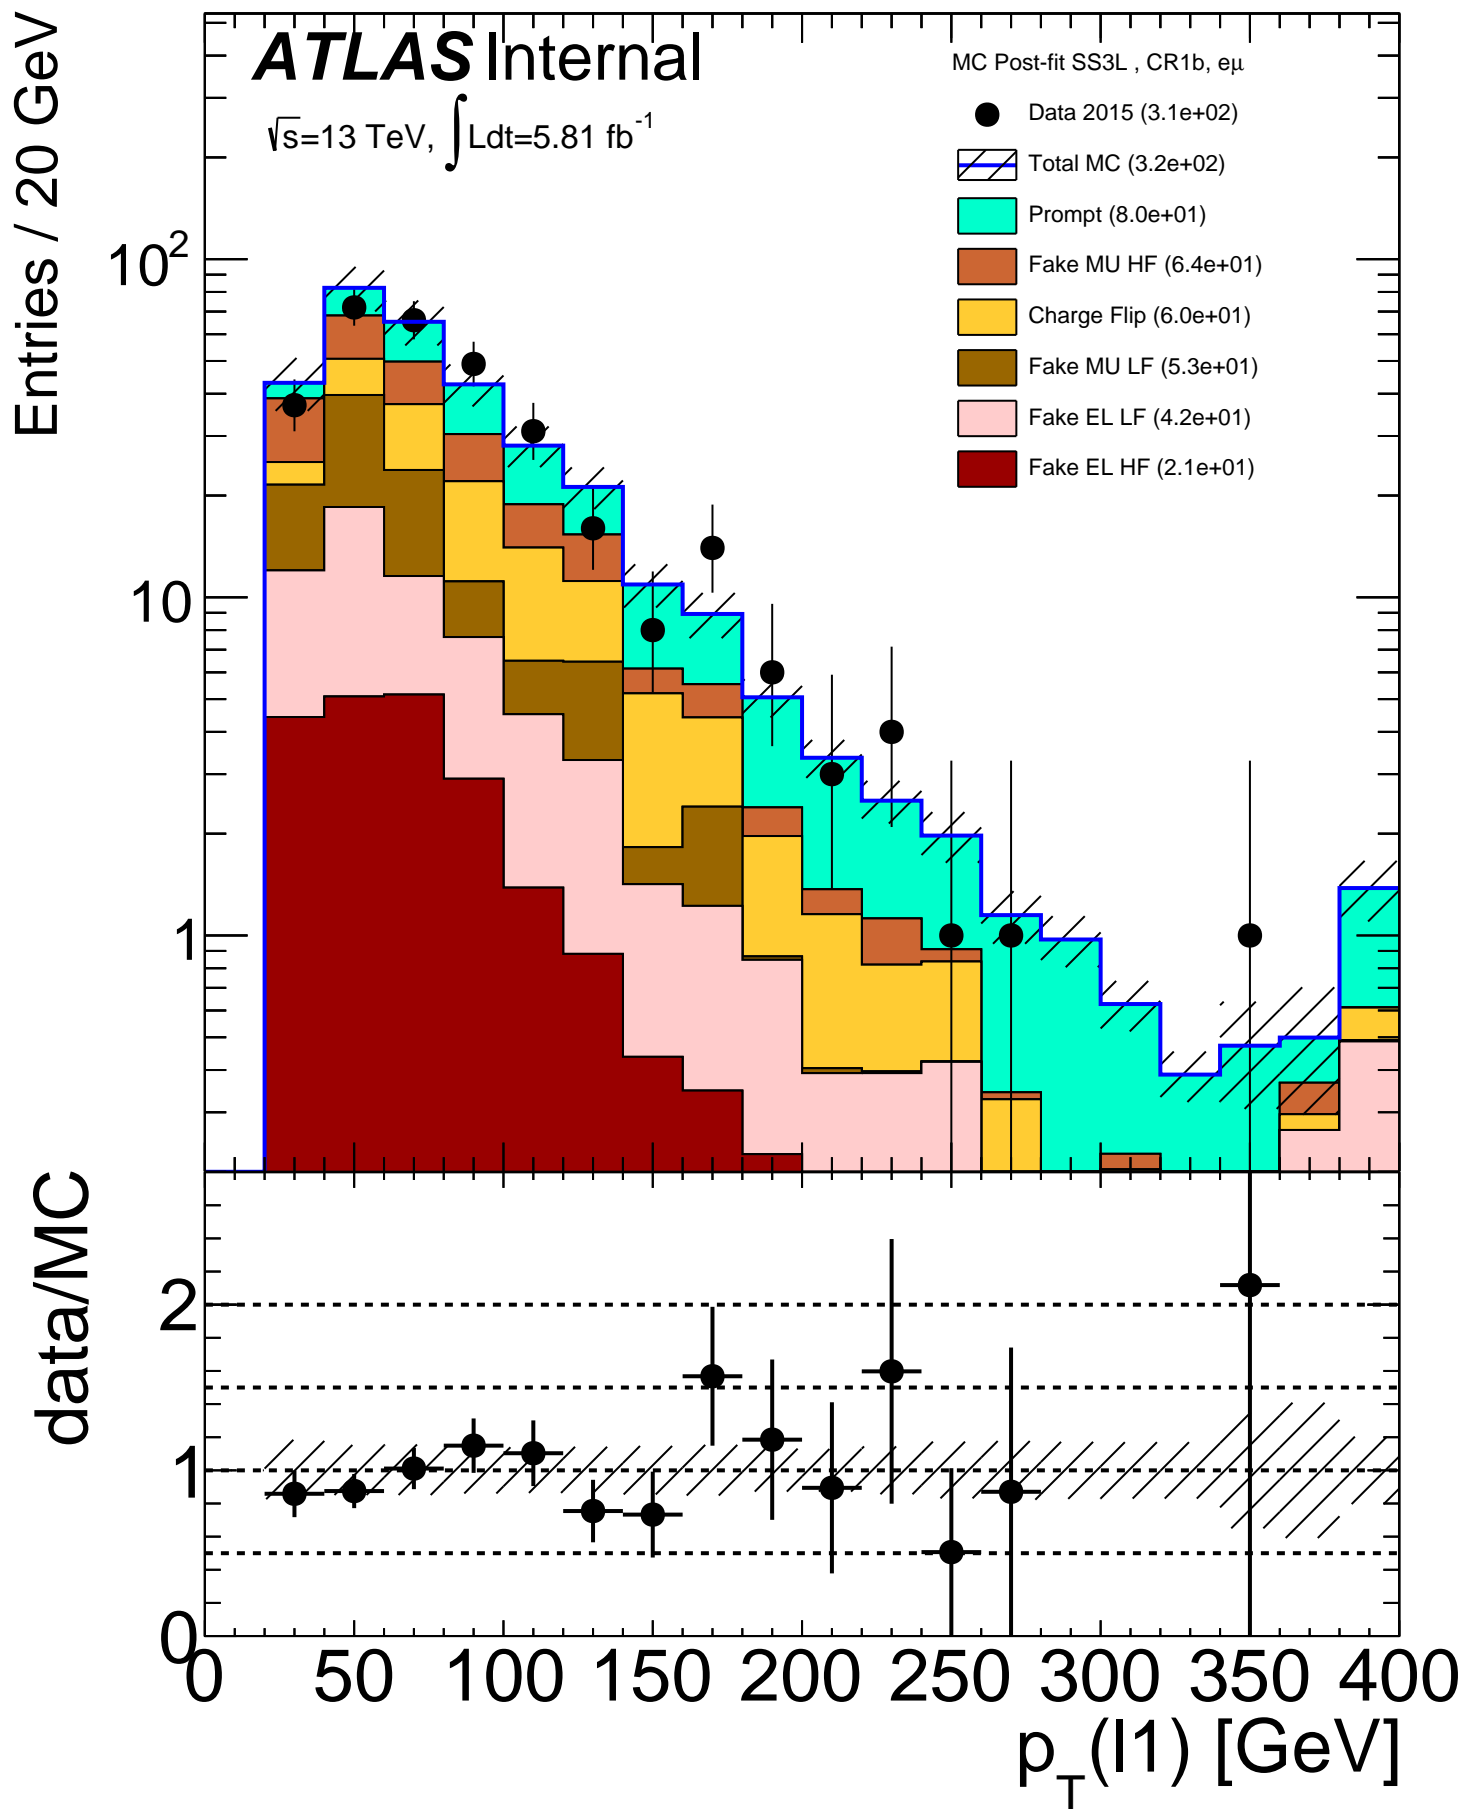 ATLAS Internal
√s=13 TeV, ∫Ldt=5.81 fb⁻¹
MC Post-fit SS3L , CR1b, eμ
Data 2015 (3.1e+02)
Total MC (3.2e+02)
Prompt (8.0e+01)
Fake MU HF (6.4e+01)
Charge Flip (6.0e+01)
Fake MU LF (5.3e+01)
Fake EL LF (4.2e+01)
Fake EL HF (2.1e+01)
Entries / 20 GeV
10²
10
1
data/MC
2
1
0
0 50 100 150 200 250 300 350 400
p_T(l1) [GeV]